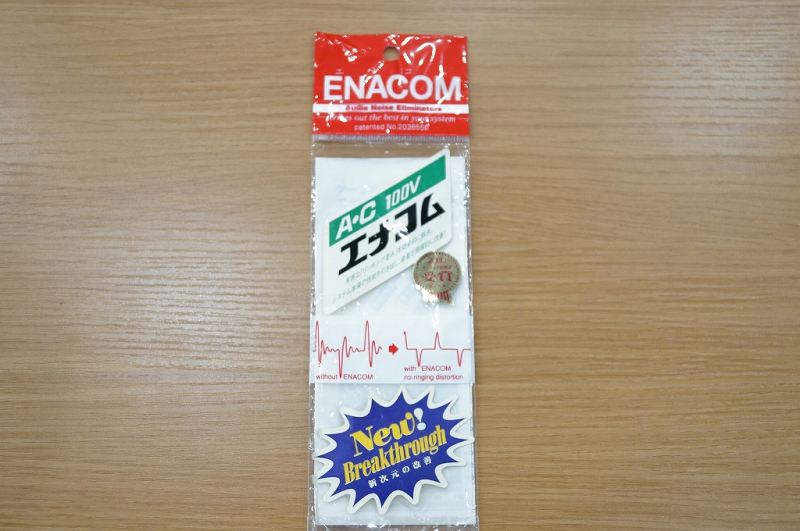 ENACOM
Audio Noise Eliminators
out the best in your system
patented No.2036556
A•C 100V
エナコム
without ENACOM
with ENACOM
no ringing distortion
New!
Breakthrough
新次元の改善